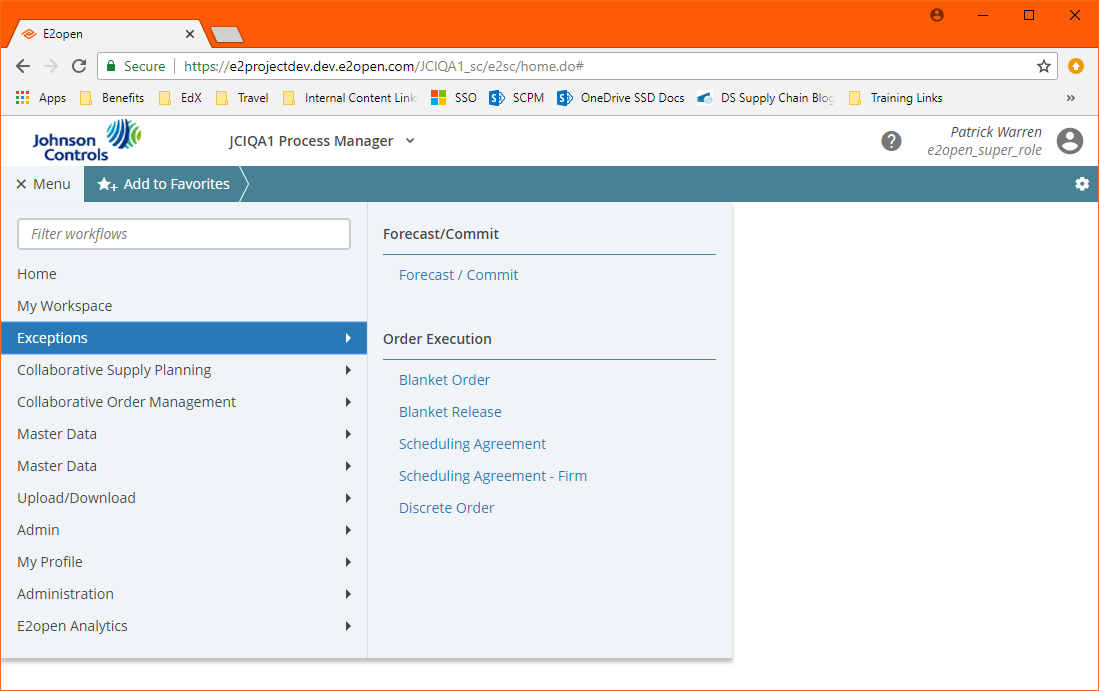 E2open
Secure https://e2projectdev.dev.e2open.com/JCIQA1_sc/e2sc/home.do#
Apps Benefits EdX Travel Internal Content Link SSO SCPM OneDrive SSD Docs DS Supply Chain Blog Training Links »
Johnson Controls
JCIQA1 Process Manager
?
Patrick Warren
e2open_super_role
Menu Add to Favorites
Filter workflows
Home
My Workspace
Exceptions
Collaborative Supply Planning
Collaborative Order Management
Master Data
Master Data
Upload/Download
Admin
My Profile
Administration
E2open Analytics
Forecast/Commit
Forecast / Commit
Order Execution
Blanket Order
Blanket Release
Scheduling Agreement
Scheduling Agreement - Firm
Discrete Order